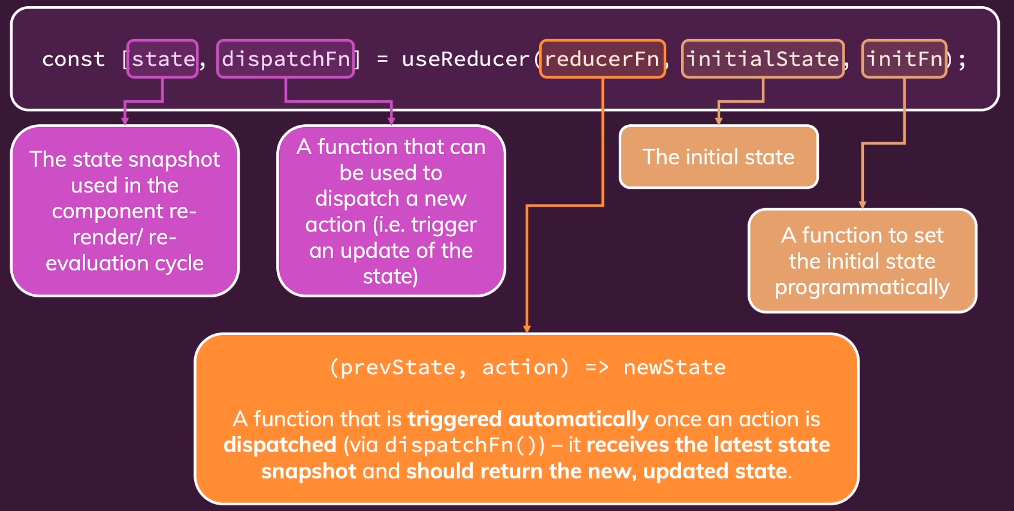 const [state, dispatchFn] = useReducer(reducerFn, initialState, initFn);
The state snapshot
used in the
component re-
render/ re-
evaluation cycle
A function that can
be used to
dispatch a new
action (i.e. trigger
an update of the
state)
The initial state
A function to set
the initial state
programmatically
(prevState, action) => newState
A function that is triggered automatically once an action is
dispatched (via dispatchFn()) – it receives the latest state
snapshot and should return the new, updated state.